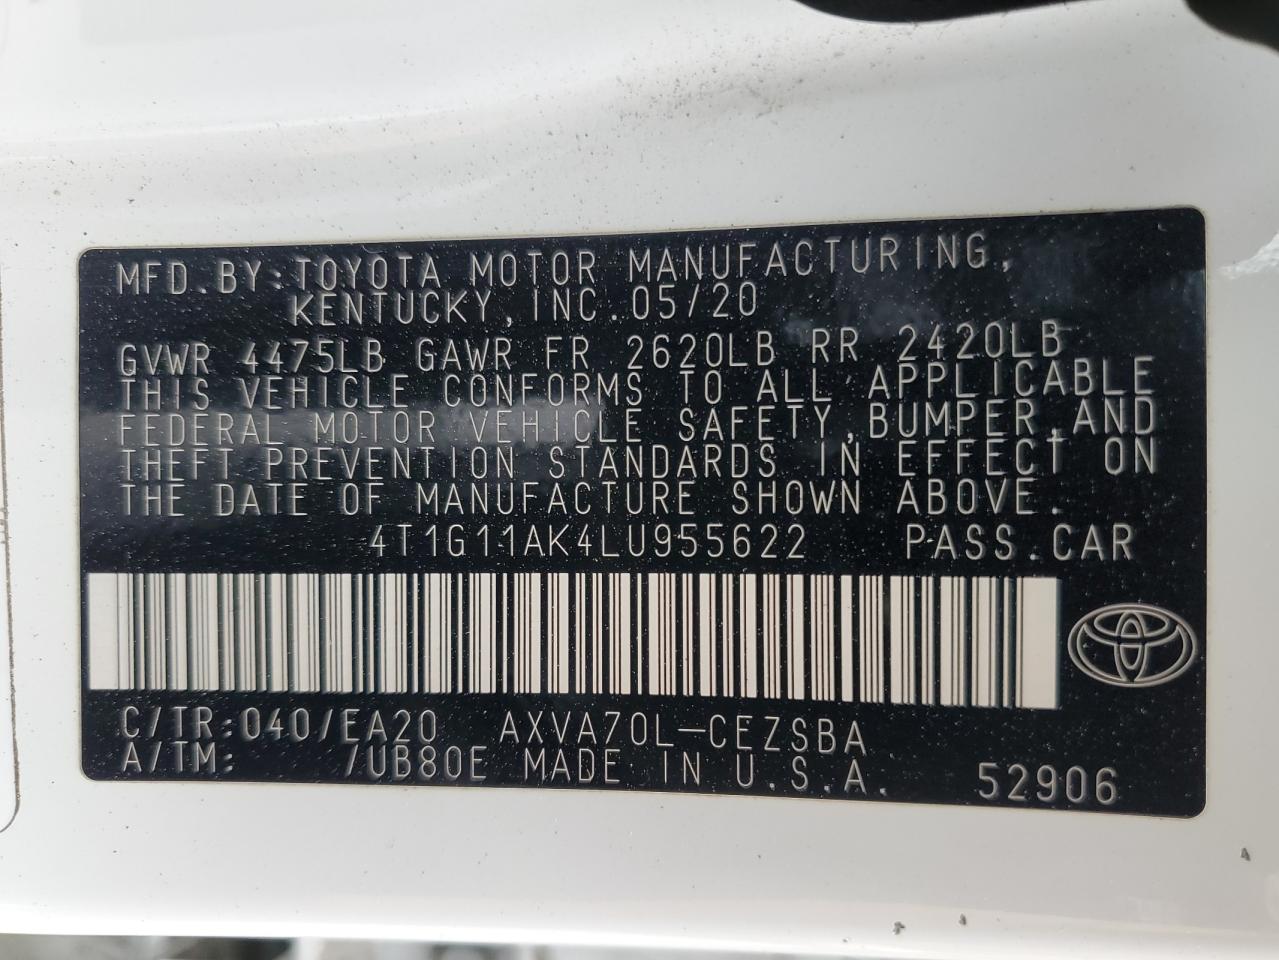 MFD.BY:TOYOTA MOTOR MANUFACTURING,
KENTUCKY,INC.05/20
GVWR 4475LB GAWR FR 2620LB RR 2420LB
THIS VEHICLE CONFORMS TO ALL APPLICABLE
FEDERAL MOTOR VEHICLE SAFETY,BUMPER,AND
THEFT PREVENTION STANDARDS IN EFFECT ON
THE DATE OF MANUFACTURE SHOWN ABOVE.
4T1G11AK4LU955622 PASS.CAR
C/TR:040/EA20 AXVA70L-CEZSBA
A/TM: /UB80E MADE IN U.S.A. 52906